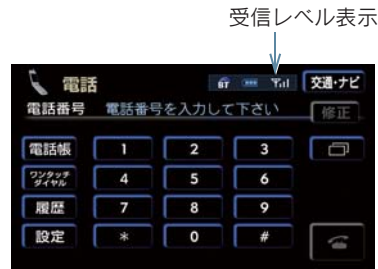 受信レベル表示
電話 BT 交通・ナビ
電話番号 電話番号を入力して下さい 修正
電話帳 1 2 3
ワンタッチ
ダイヤル 4 5 6
履歴 7 8 9
設定 * 0 #